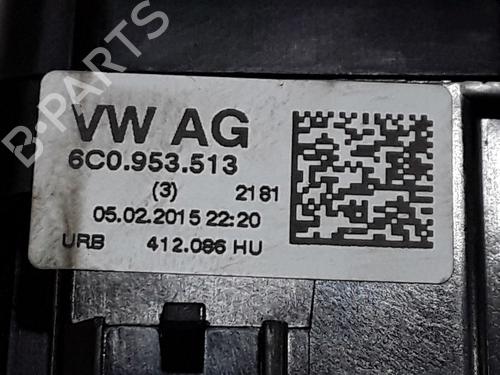 B-PARTS
VW AG
6C0.953.513
(3) 2181
05.02.2015 22:20
URB 412.086 HU